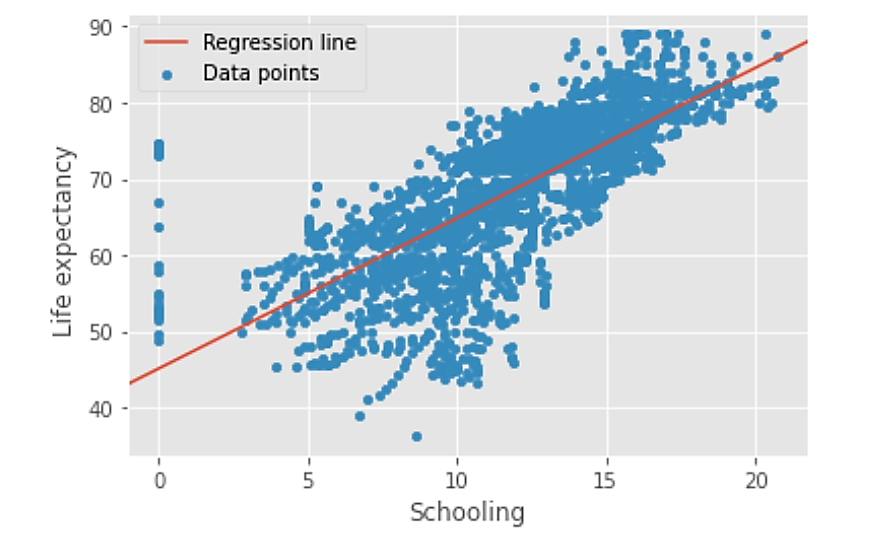 Regression line
Data points
90
80
70
60
50
40
Life expectancy
0 5 10 15 20
Schooling